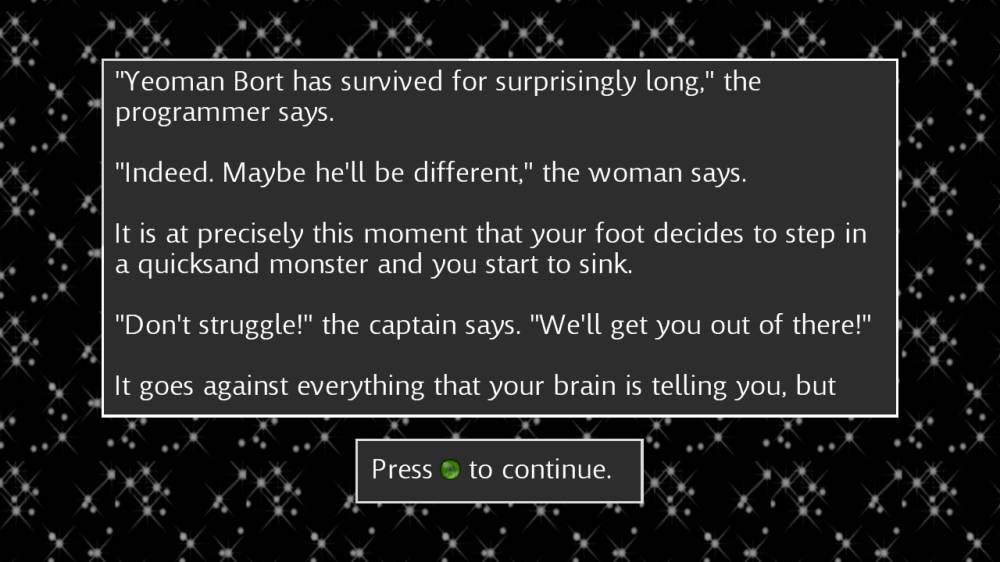 "Yeoman Bort has survived for surprisingly long," the
programmer says.
"Indeed. Maybe he'll be different," the woman says.
It is at precisely this moment that your foot decides to step in
a quicksand monster and you start to sink.
"Don't struggle!" the captain says. "We'll get you out of there!"
It goes against everything that your brain is telling you, but
Press to continue.